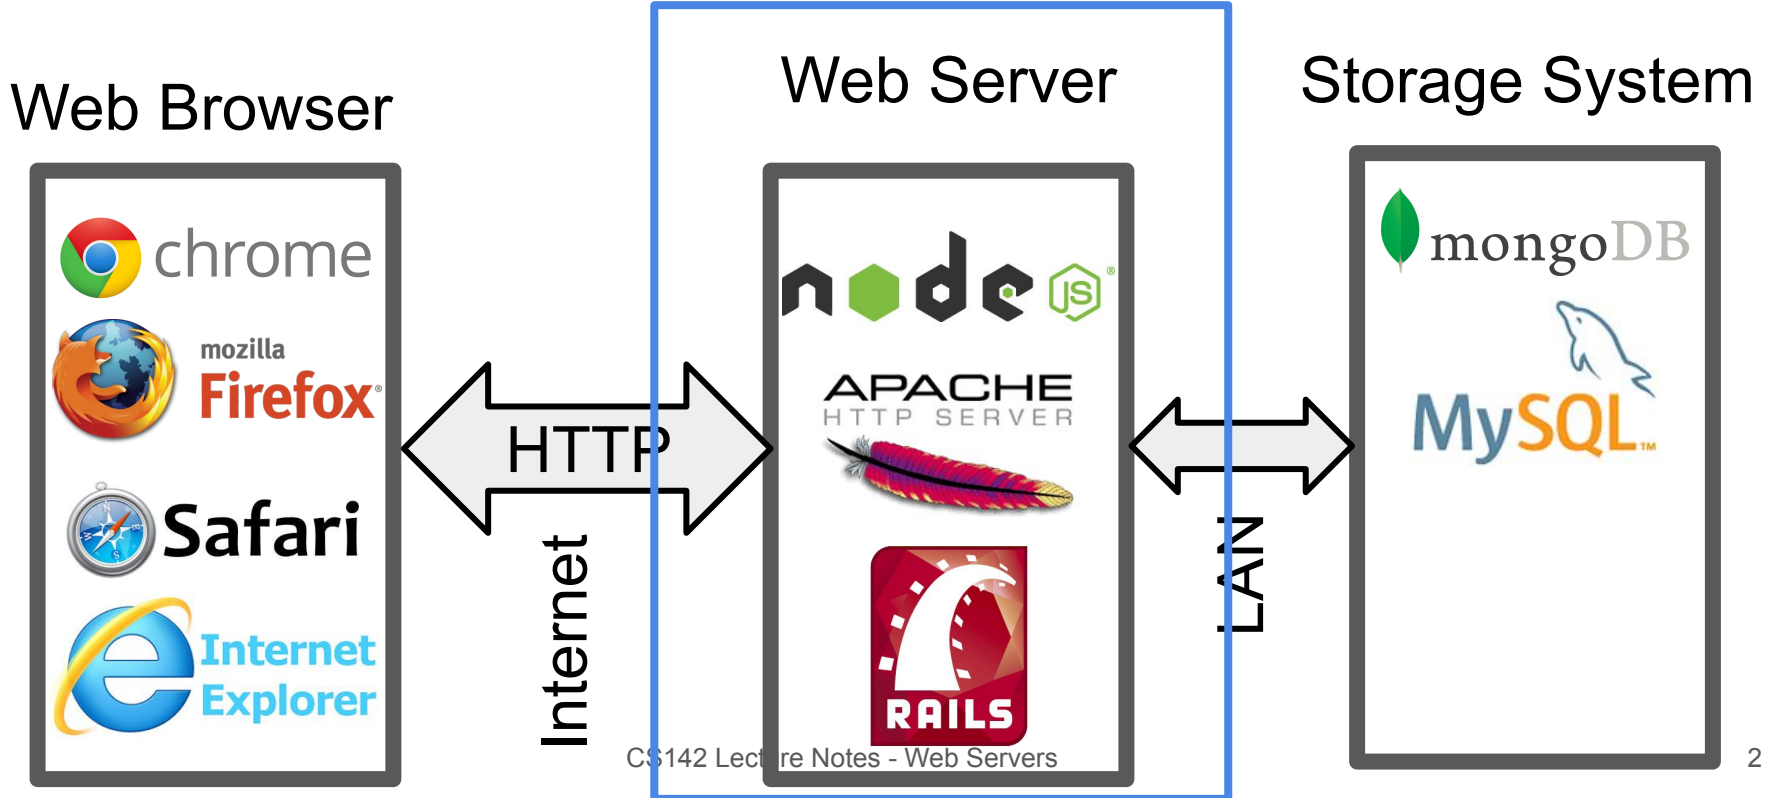 Web Browser
chrome
mozilla
Firefox®
Safari
Internet
Explorer
HTTP
Internet
Web Server
node JS®
APACHE
HTTP SERVER
RAILS
LAN
Storage System
mongoDB
MySQL™
CS142 Lecture Notes - Web Servers
2